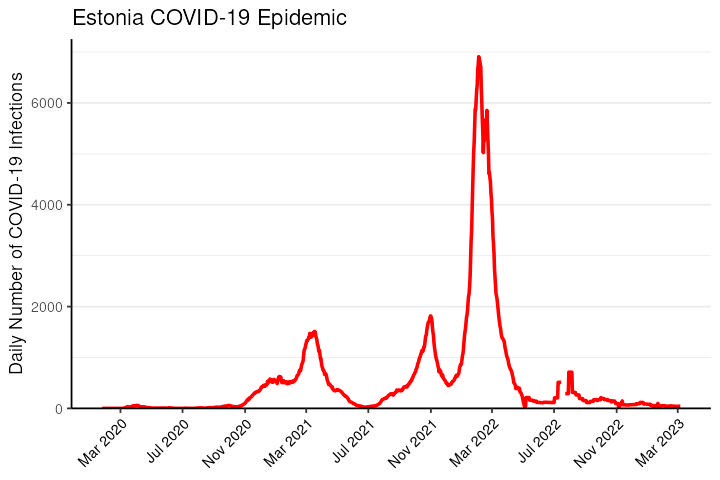 Estonia COVID-19 Epidemic
Daily Number of COVID-19 Infections
6000
4000
2000
0
Mar 2020
Jul 2020
Nov 2020
Mar 2021
Jul 2021
Nov 2021
Mar 2022
Jul 2022
Nov 2022
Mar 2023